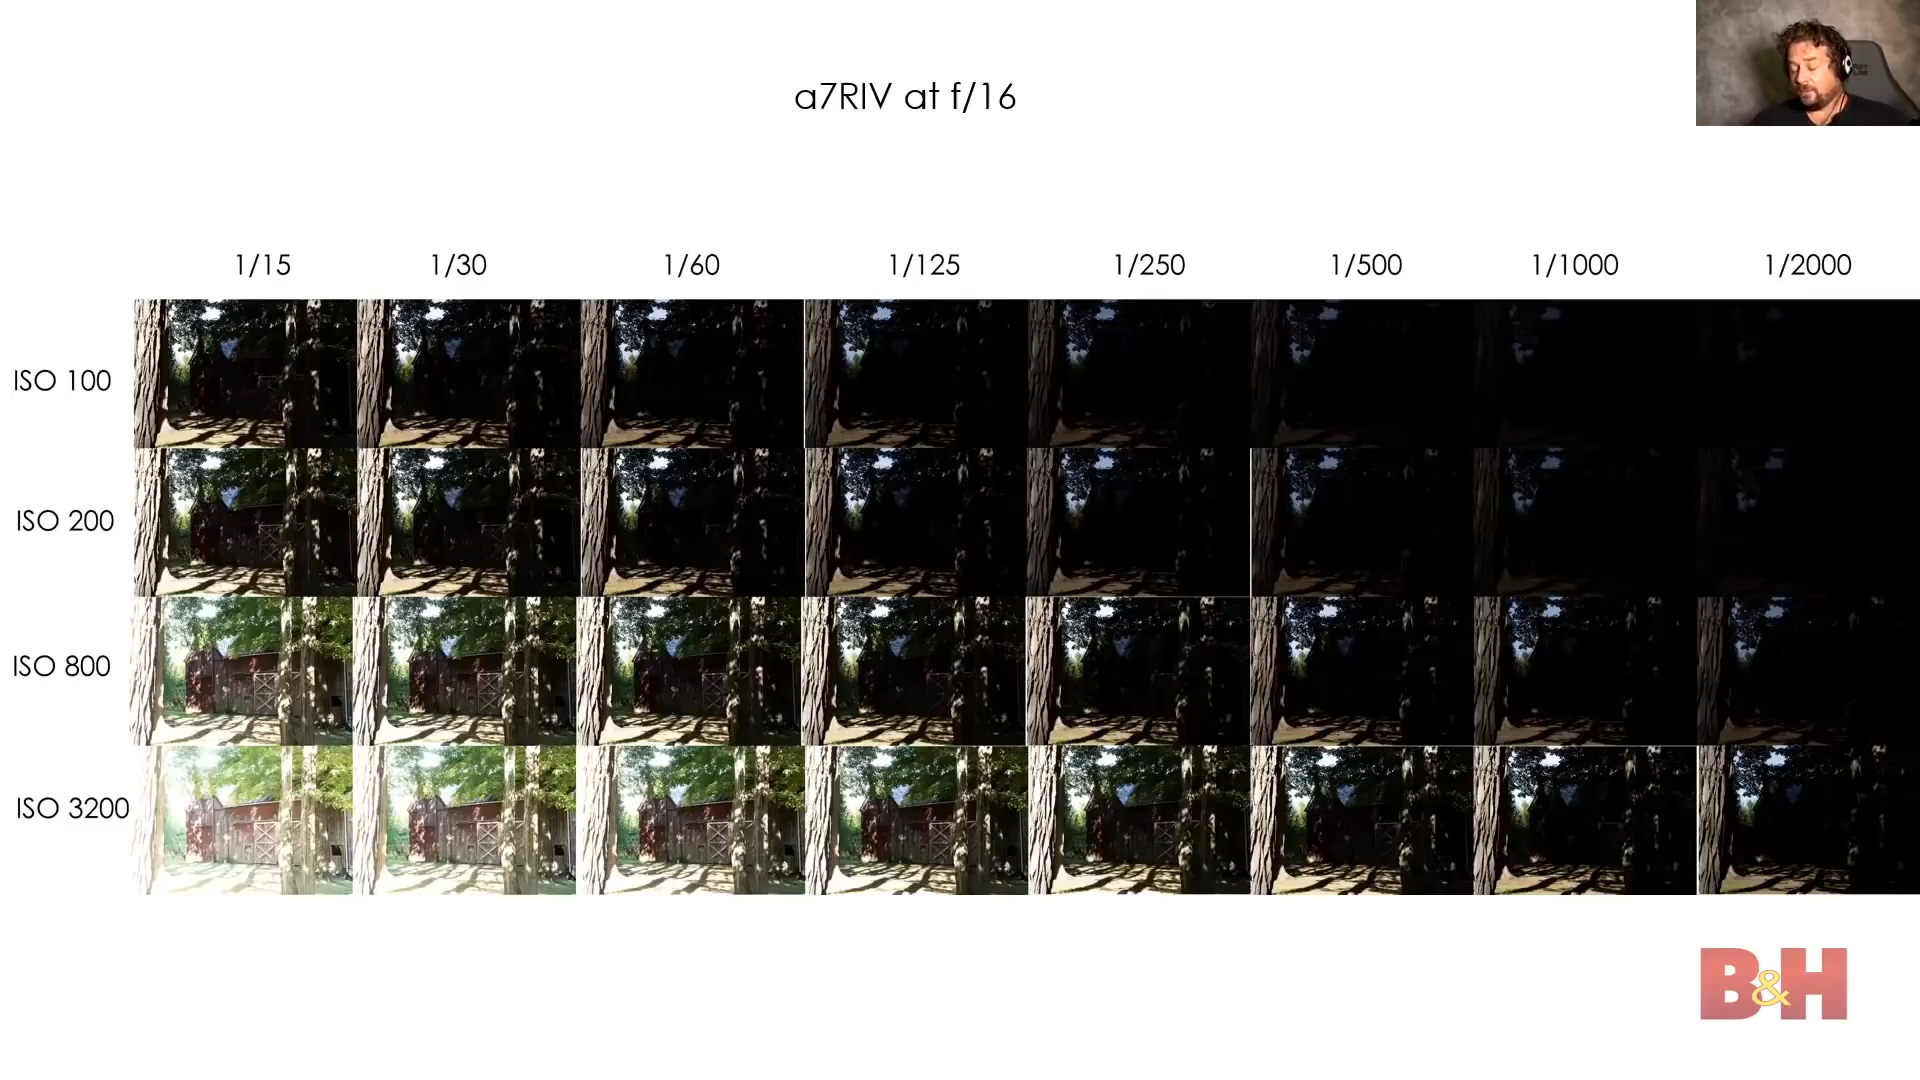 a7RIV at f/16
1/15 1/30 1/60 1/125 1/250 1/500 1/1000 1/2000
ISO 100
ISO 200
ISO 800
ISO 3200
B&H